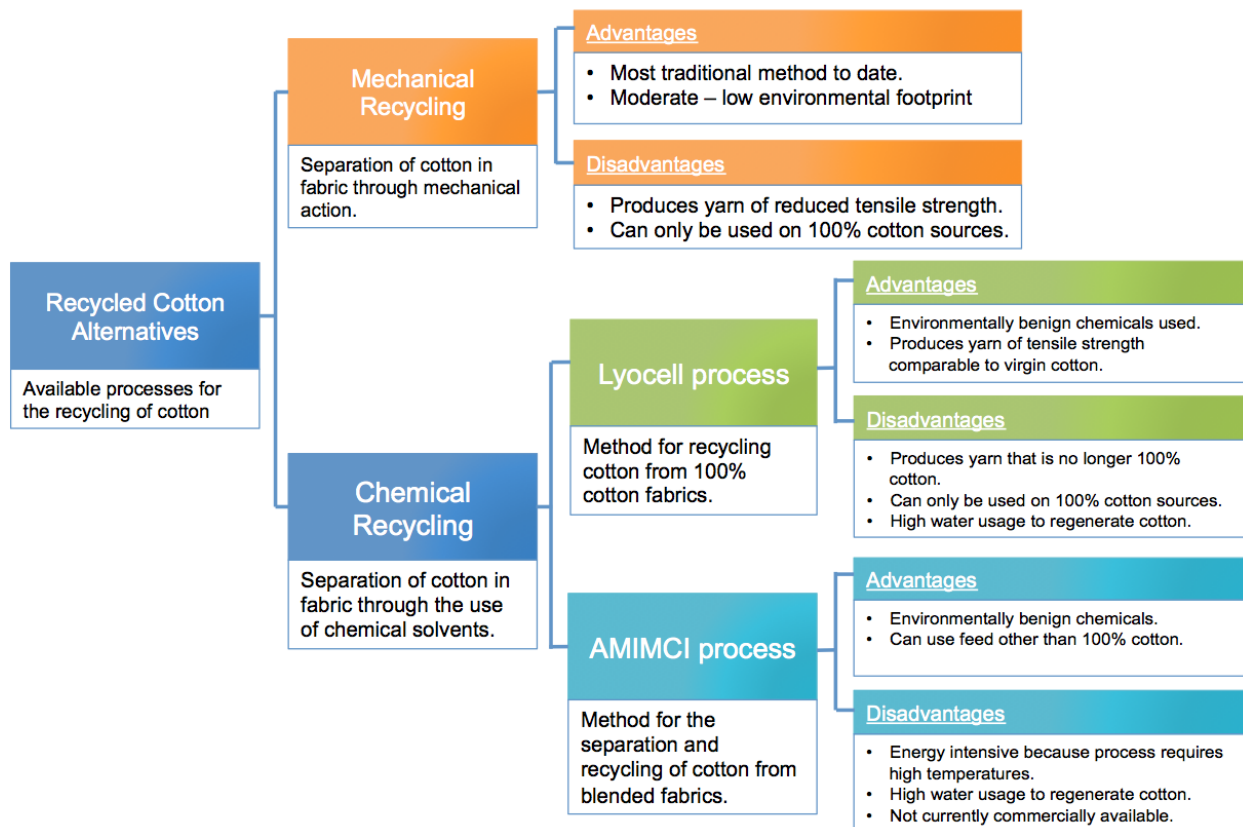 Recycled Cotton
Alternatives
Available processes for
the recycling of cotton
Mechanical
Recycling
Separation of cotton in
fabric through mechanical
action.
Advantages
• Most traditional method to date.
• Moderate – low environmental footprint
Disadvantages
• Produces yarn of reduced tensile strength.
• Can only be used on 100% cotton sources.
Chemical
Recycling
Separation of cotton in
fabric through the use
of chemical solvents.
Lyocell process
Method for recycling
cotton from 100%
cotton fabrics.
Advantages
• Environmentally benign chemicals used.
• Produces yarn of tensile strength
comparable to virgin cotton.
Disadvantages
• Produces yarn that is no longer 100%
cotton.
• Can only be used on 100% cotton sources.
• High water usage to regenerate cotton.
AMIMCI process
Method for the
separation and
recycling of cotton from
blended fabrics.
Advantages
• Environmentally benign chemicals.
• Can use feed other than 100% cotton.
Disadvantages
• Energy intensive because process requires
high temperatures.
• High water usage to regenerate cotton.
• Not currently commercially available.